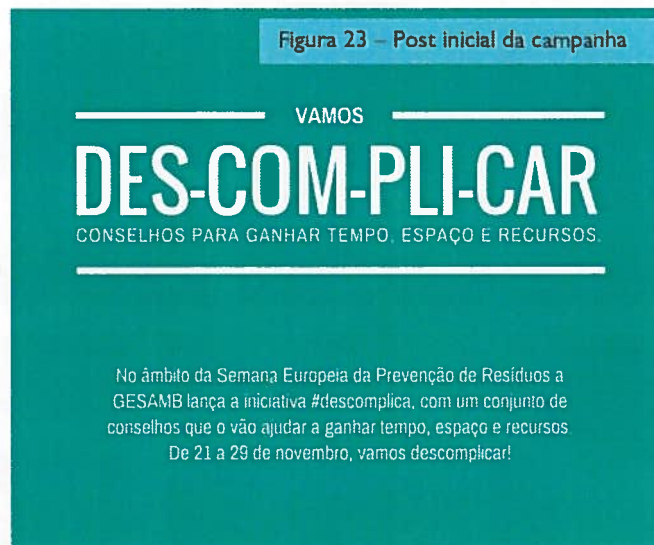 Figura 23 – Post inicial da campanha
VAMOS
DES-COM-PLI-CAR
CONSELHOS PARA GANHAR TEMPO, ESPAÇO E RECURSOS.
No âmbito da Semana Europeia da Prevenção de Resíduos a
GESAMB lança a iniciativa #descomplica, com um conjunto de
conselhos que o vão ajudar a ganhar tempo, espaço e recursos.
De 21 a 29 de novembro, vamos descomplicar!